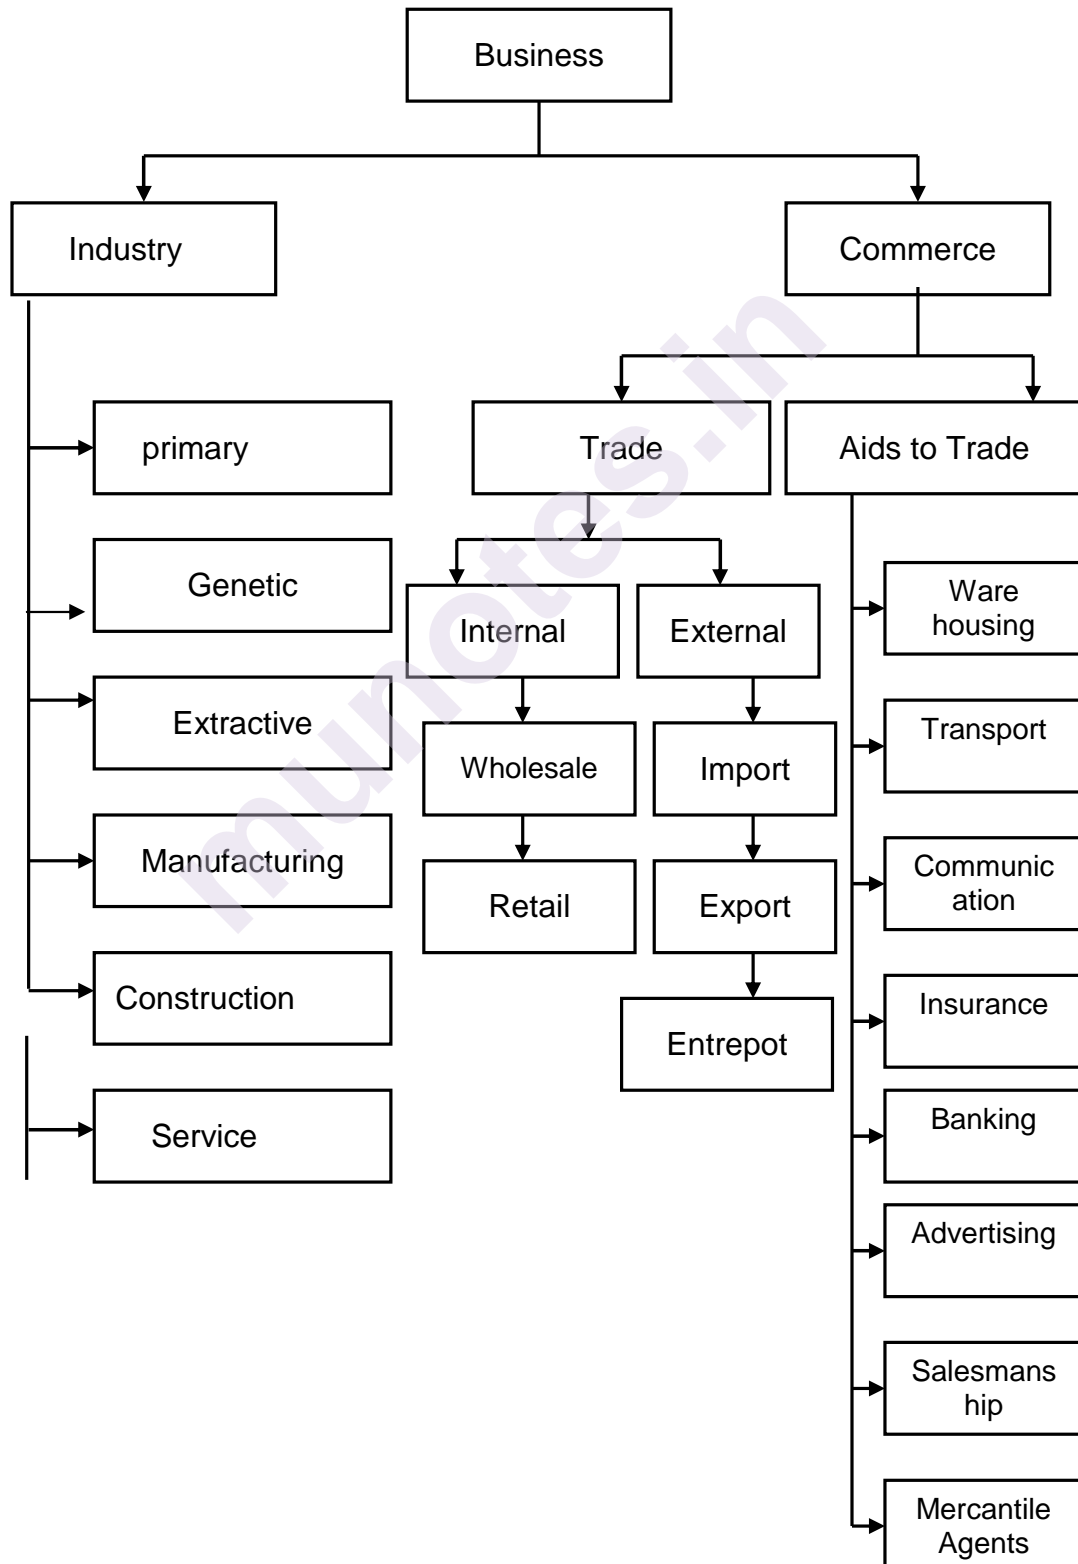 Business
Industry
Commerce
primary
Trade
Aids to Trade
Genetic
Internal
External
Ware
housing
Extractive
Wholesale
Import
Transport
Manufacturing
Retail
Export
Communic
ation
Construction
Entrepot
Insurance
Service
Banking
Advertising
Salesmans
hip
Mercantile
Agents
munotes.in